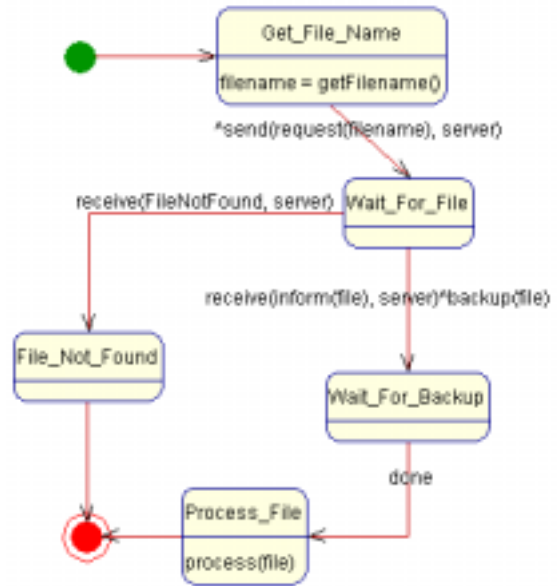 Get_File_Name
filename = getFilename()
^send(request(filename), server)
Wait_For_File
receive(FileNotFound, server)
receive(inform(file), server)^backup(file)
File_Not_Found
Wait_For_Backup
done
Process_File
process(file)